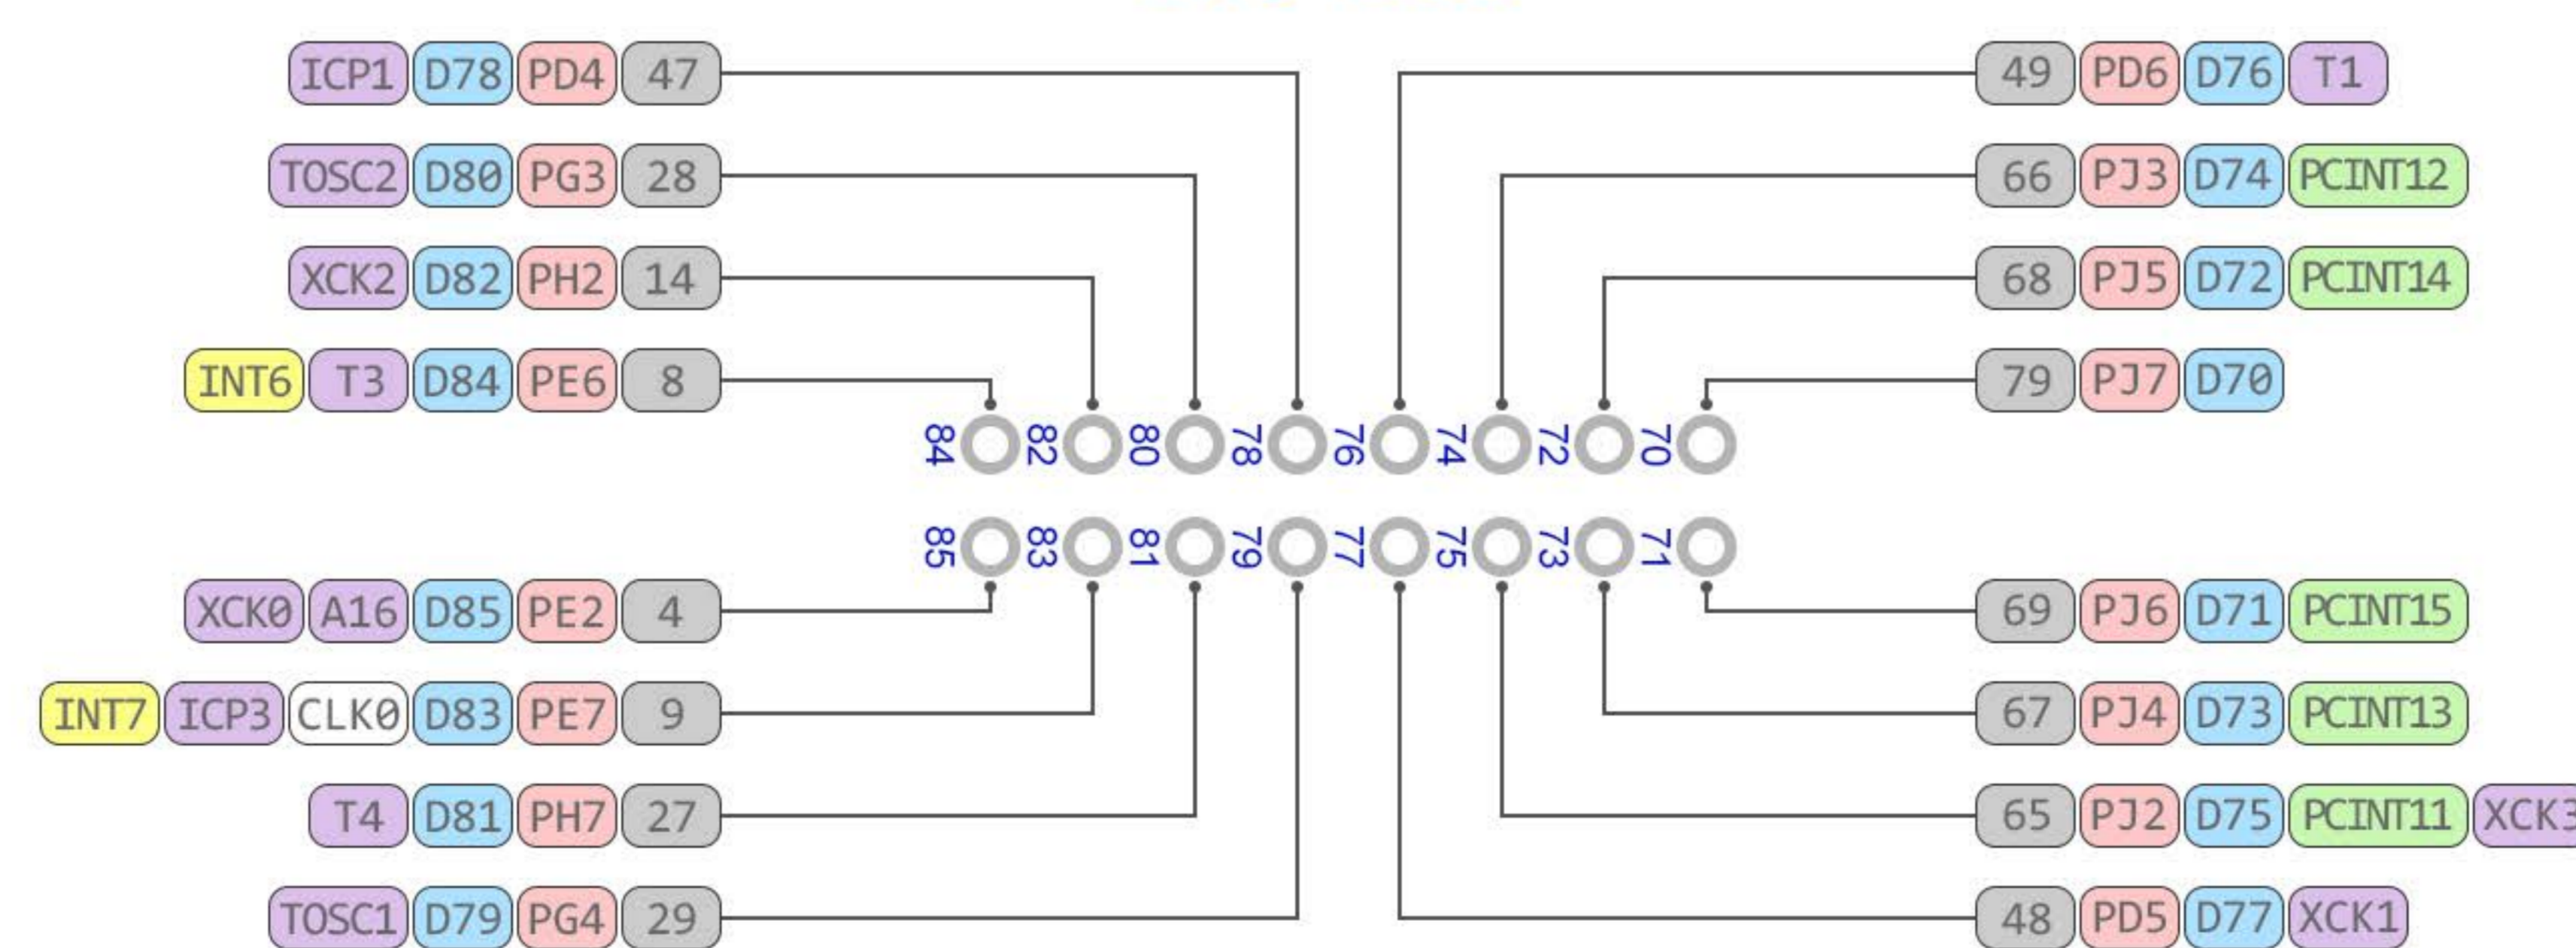 ICP1 D78 PD4 47 49 PD6 D76 T1
TOSC2 D80 PG3 28 66 PJ3 D74 PCINT12
XCK2 D82 PH2 14 68 PJ5 D72 PCINT14
INT6 T3 D84 PE6 8 79 PJ7 D70
84 82 80 78 76 74 72 70
85 83 81 79 77 75 73 71
XCK0 A16 D85 PE2 4 69 PJ6 D71 PCINT15
INT7 ICP3 CLK0 D83 PE7 9 67 PJ4 D73 PCINT13
T4 D81 PH7 27 65 PJ2 D75 PCINT11 XCK3
TOSC1 D79 PG4 29 48 PD5 D77 XCK1